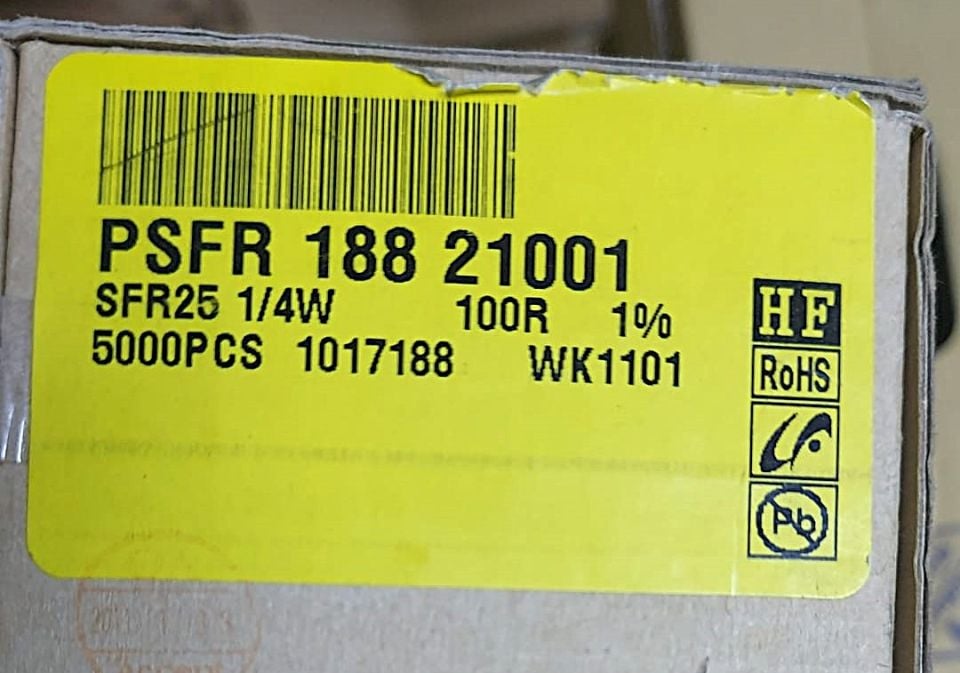 PSFR 188 21001
SFR25 1/4W 100R 1%
5000PCS 1017188 WK1101
HF
RoHS
Pb